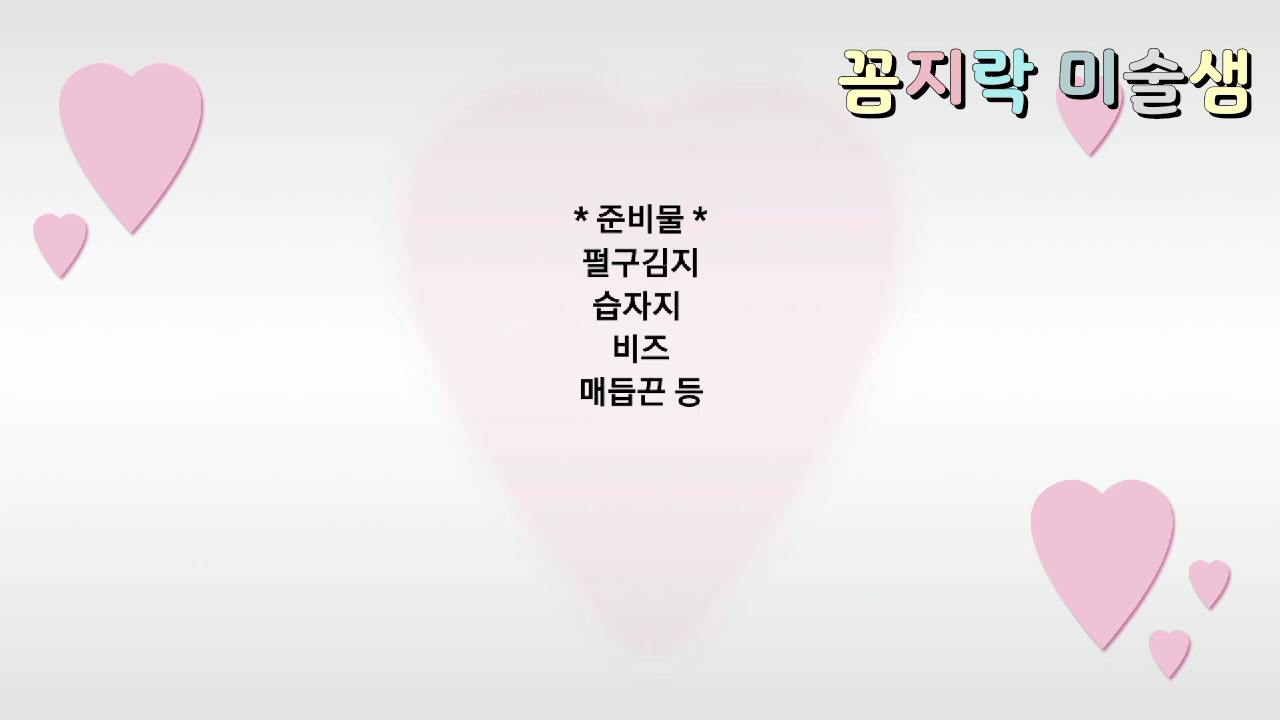 꼼지락 미술샘
* 준비물 *
펄구김지
습자지
비즈
매듭끈 등